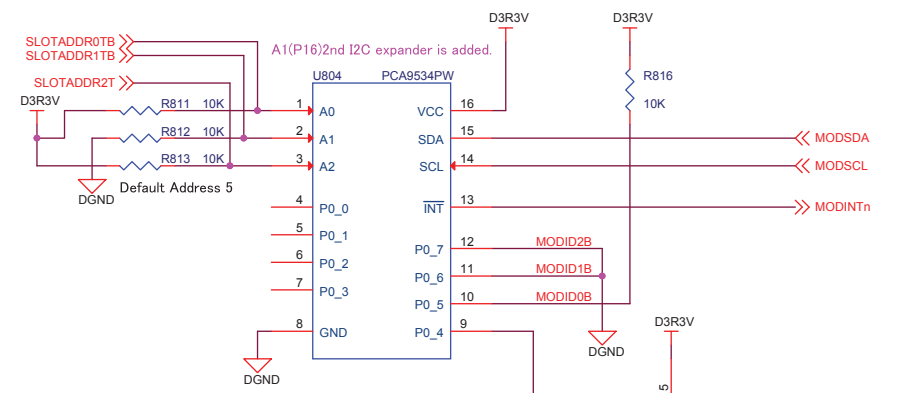 D3R3V
D3R3V
SLOTADDR0TB
SLOTADDR1TB
A1(P16)2nd I2C expander is added.
SLOTADDR2T
U804
PCA9534PW
R816
10K
D3R3V
R811 10K
1
A0
VCC
16
R812 10K
2
A1
SDA
15
MODSDA
R813 10K
3
A2
SCL
14
MODSCL
Default Address 5
DGND
4
P0_0
INT
13
MODINTn
5
P0_1
P0_7
12
MODID2B
6
P0_2
P0_6
11
MODID1B
7
P0_3
P0_5
10
MODID0B
8
GND
P0_4
9
D3R3V
DGND
DGND
5